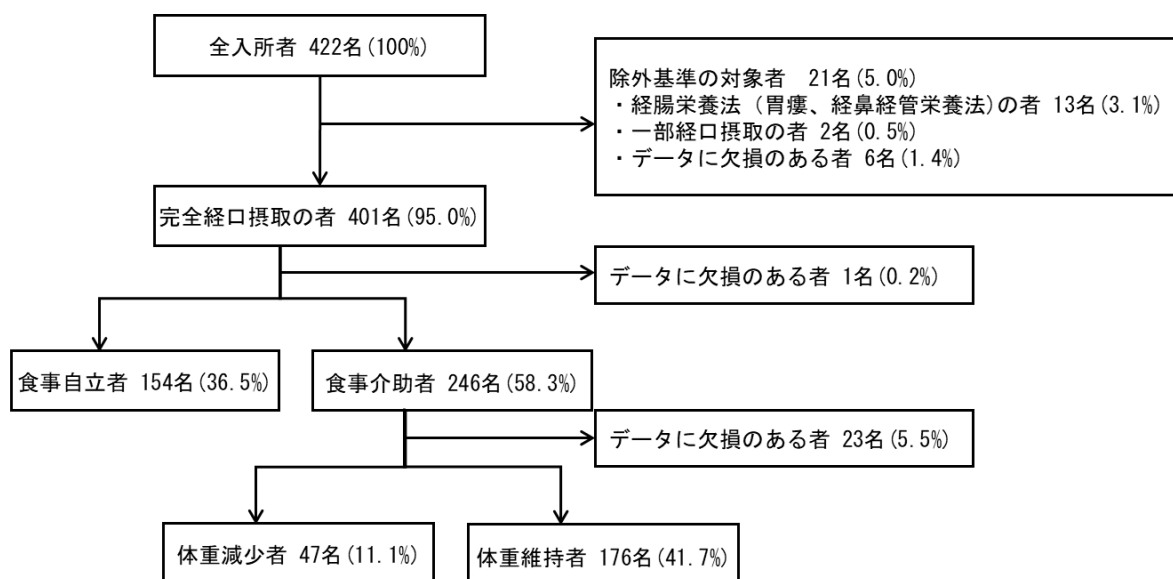 全入所者 422名(100%)
除外基準の対象者 21名(5.0%)
・経腸栄養法（胃瘻、経鼻経管栄養法)の者 13名(3.1%)
・一部経口摂取の者 2名(0.5%)
・データに欠損のある者 6名(1.4%)
完全経口摂取の者 401名(95.0%)
データに欠損のある者 1名(0.2%)
食事自立者 154名(36.5%)
食事介助者 246名(58.3%)
データに欠損のある者 23名(5.5%)
体重減少者 47名(11.1%)
体重維持者 176名(41.7%)